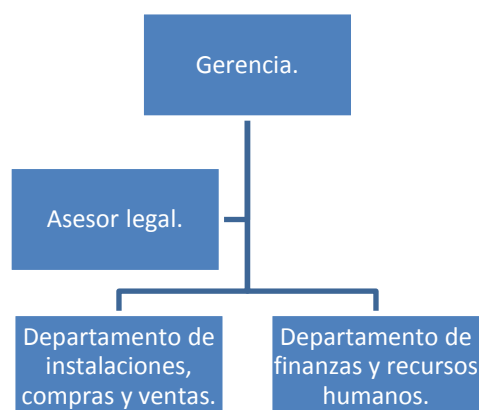 Gerencia.
Asesor legal.
Departamento de
instalaciones,
compras y ventas.
Departamento de
finanzas y recursos
humanos.